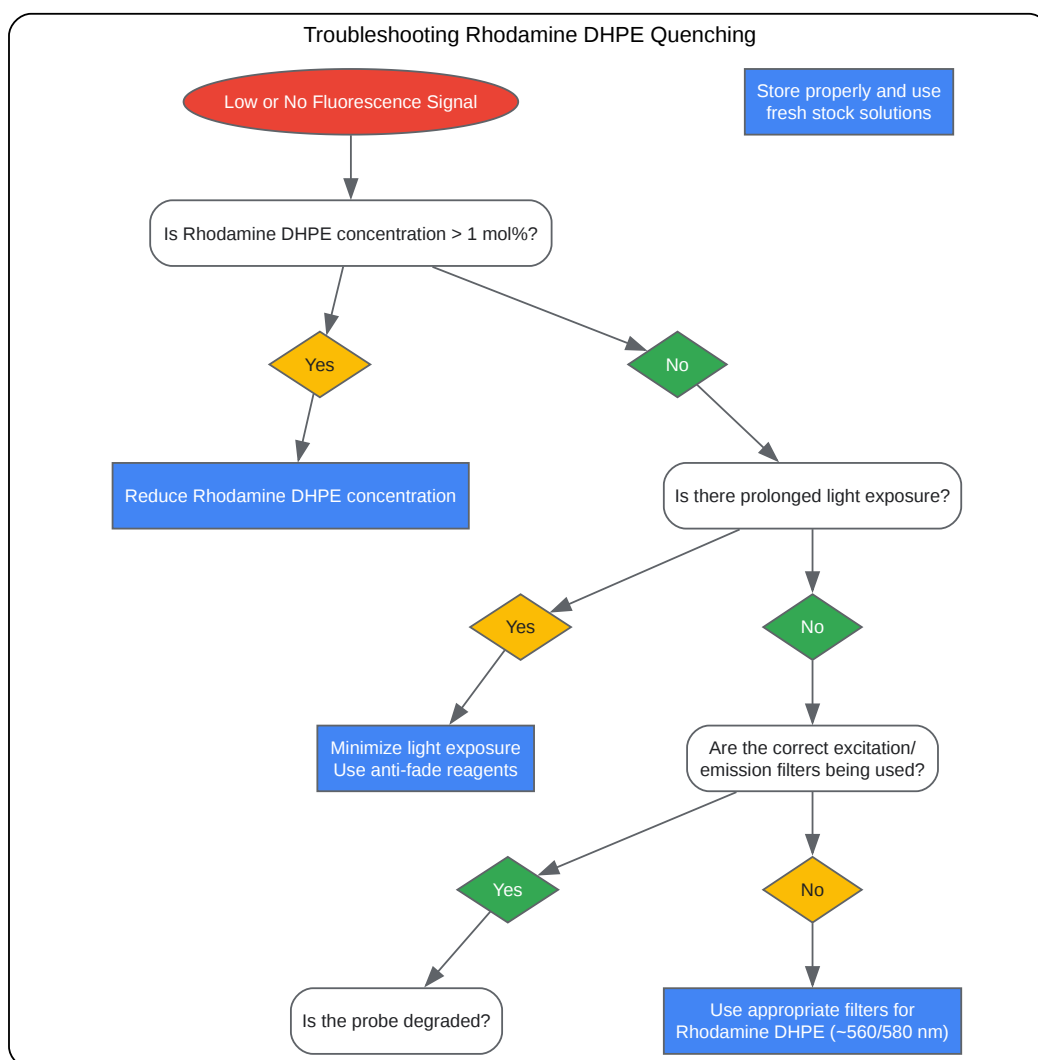 Troubleshooting Rhodamine DHPE Quenching
Low or No Fluorescence Signal
Store properly and use
fresh stock solutions
Is Rhodamine DHPE concentration > 1 mol%?
Yes
No
Reduce Rhodamine DHPE concentration
Is there prolonged light exposure?
Yes
No
Minimize light exposure
Use anti-fade reagents
Are the correct excitation/
emission filters being used?
Yes
No
Is the probe degraded?
Use appropriate filters for
Rhodamine DHPE (~560/580 nm)